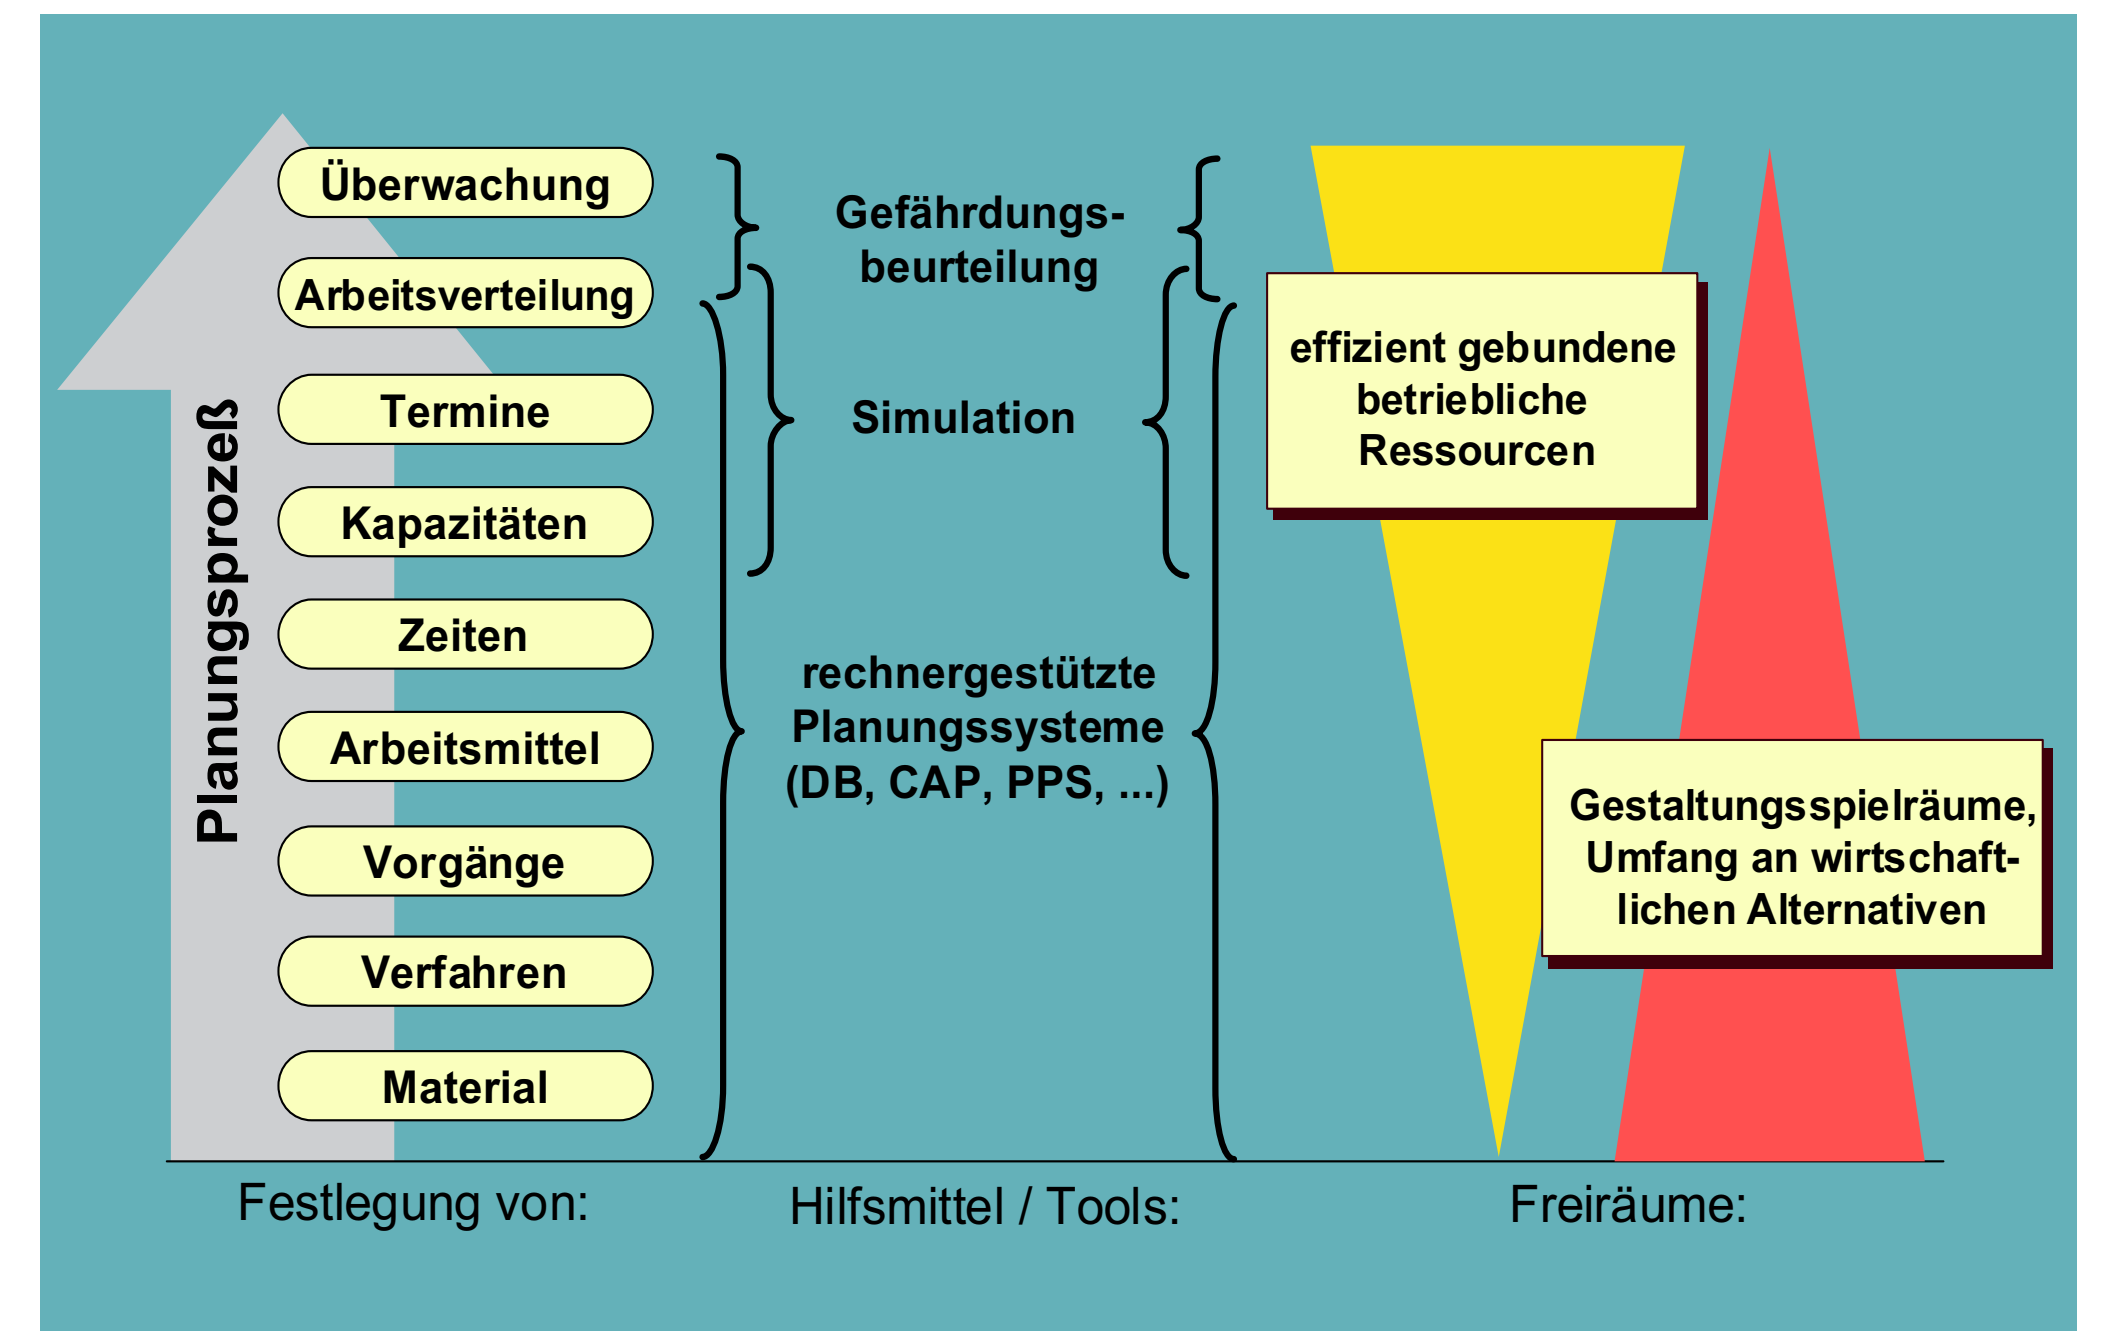 Planungsprozeß
Überwachung
Arbeitsverteilung
Termine
Kapazitäten
Zeiten
Arbeitsmittel
Vorgänge
Verfahren
Material
Festlegung von:
Gefährdungs-
beurteilung
Simulation
rechnergestützte
Planungssysteme
(DB, CAP, PPS, ...)
Hilfsmittel / Tools:
effizient gebundene
betriebliche
Ressourcen
Gestaltungsspielräume,
Umfang an wirtschaft-
lichen Alternativen
Freiräume: